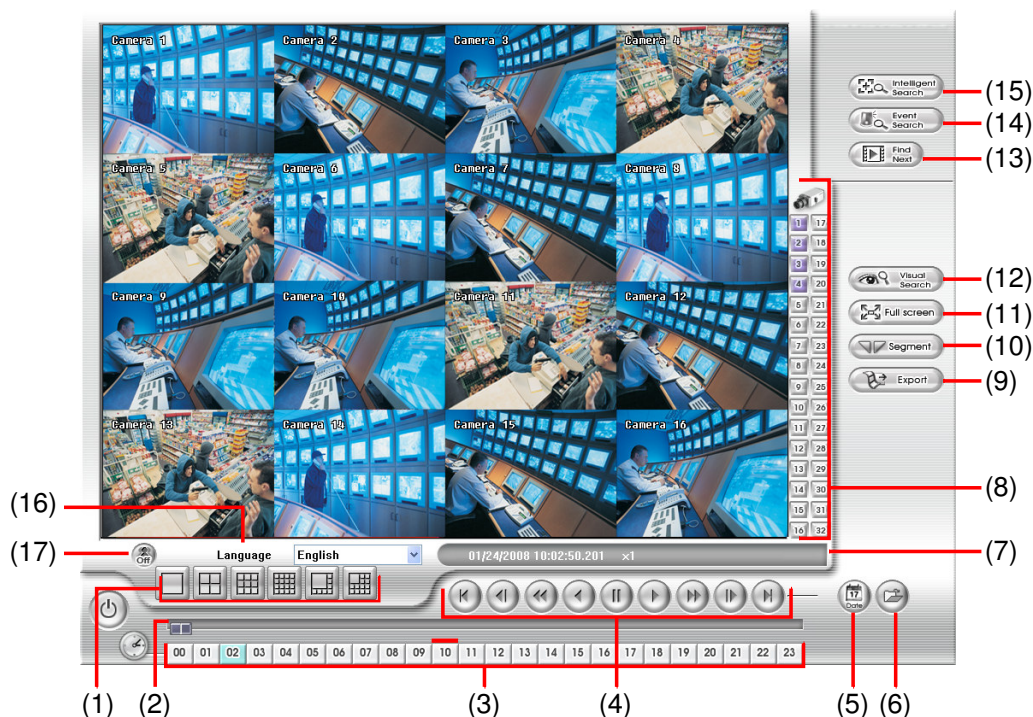 Camera 1
Camera 2
Camera 3
Camera 4
Camera 5
Camera 6
Camera 7
Camera 8
Camera 9
Camera 10
Camera 11
Camera 12
Camera 13
Camera 14
Camera 15
Camera 16
1 17
2 18
3 19
4 20
5 21
6 22
7 23
8 24
9 25
10 26
11 27
12 28
13 29
14 30
15 31
16 32
Intelligent
Search
(15)
Event
Search
(14)
Find
Next
(13)
Visual
Search
(12)
Full screen
(11)
Segment
(10)
Export
(9)
(8)
(16)
(17)
Off
Language English
01/24/2008 10:02:50.201 ×1
(7)
17
Date
00 01 02 03 04 05 06 07 08 09 10 11 12 13 14 15 16 17 18 19 20 21 22 23
(1) (2) (3) (4) (5) (6)